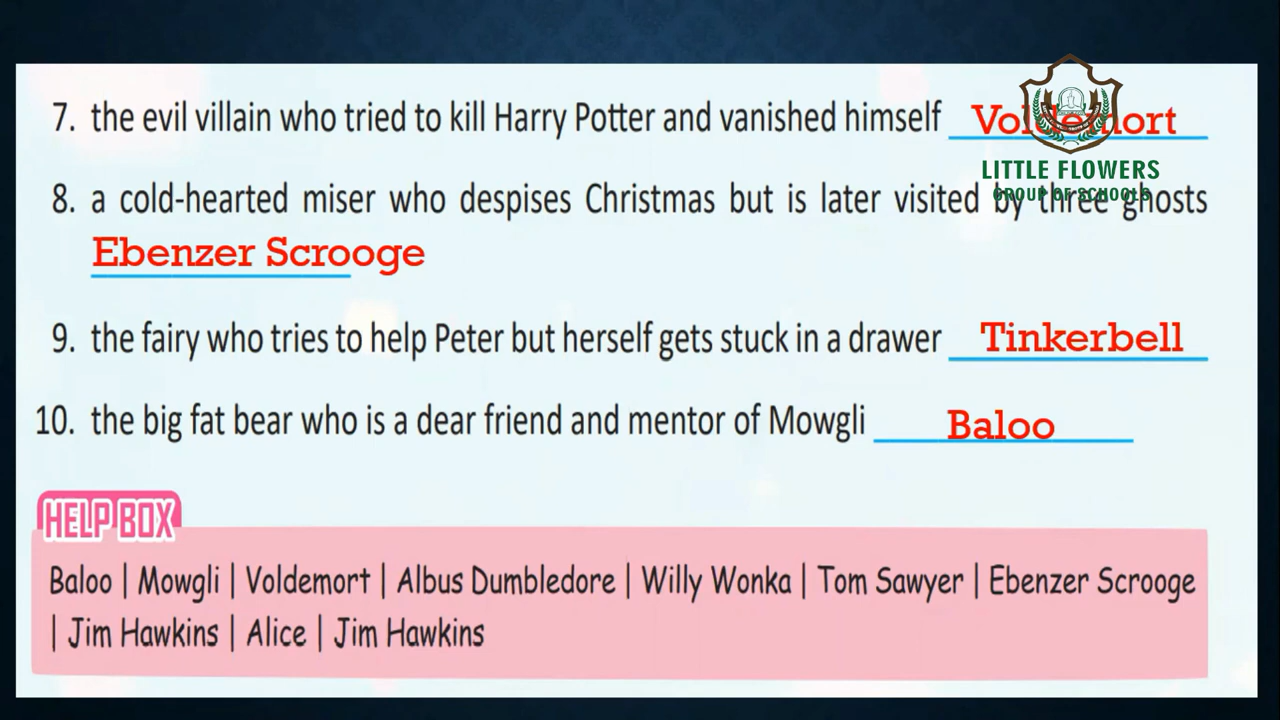 7. the evil villain who tried to kill Harry Potter and vanished himself Voldemort
LITTLE FLOWERS
GROUP OF SCHOOLS
8. a cold-hearted miser who despises Christmas but is later visited by three ghosts
Ebenzer Scrooge
9. the fairy who tries to help Peter but herself gets stuck in a drawer Tinkerbell
10. the big fat bear who is a dear friend and mentor of Mowgli Baloo
HELP BOX
Baloo | Mowgli | Voldemort | Albus Dumbledore | Willy Wonka | Tom Sawyer | Ebenzer Scrooge
| Jim Hawkins | Alice | Jim Hawkins